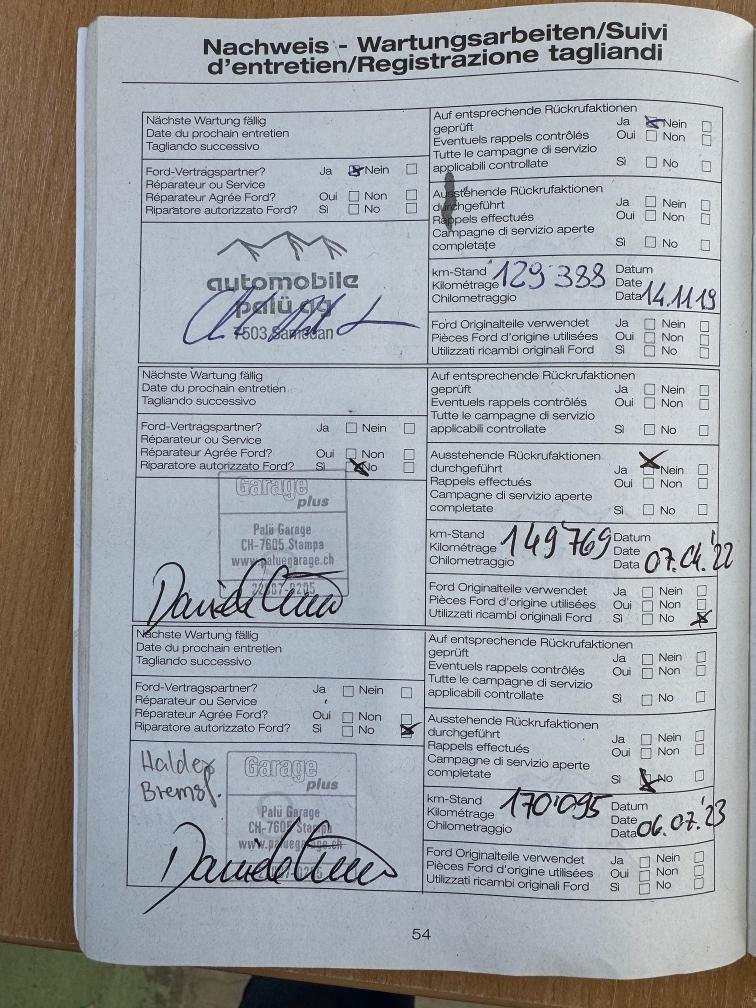 Nachweis - Wartungsarbeiten/Suivi
d'entretien/Registrazione tagliandi
Nächste Wartung fällig
Date du prochain entretien
Tagliando successivo
Ford-Vertragspartner? Ja Nein
Réparateur ou Service
Réparateur Agrée Ford? Oui Non
Riparatore autorizzato Ford? Sì No
automobile
palü ag
7503 Samedan
Auf entsprechende Rückrufaktionen
geprüft Ja Nein
Eventuels rappels contrôlés Oui Non
Tutte le campagne di servizio
applicabili controllate Sì No
Ausstehende Rückrufaktionen
durchgeführt Ja Nein
Rappels effectués Oui Non
Campagne di servizio aperte
completate Sì No
km-Stand Datum
Kilométrage 129 388 Date
Chilometraggio Data 14.11.19
Ford Originalteile verwendet Ja Nein
Pièces Ford d'origine utilisées Oui Non
Utilizzati ricambi originali Ford Sì No
Nächste Wartung fällig
Date du prochain entretien
Tagliando successivo
Ford-Vertragspartner? Ja Nein
Réparateur ou Service
Réparateur Agrée Ford? Oui Non
Riparatore autorizzato Ford? Sì No
Garage
plus
Palü Garage
CH-7605 Stampa
www.paluegarage.ch
Auf entsprechende Rückrufaktionen
geprüft Ja Nein
Eventuels rappels contrôlés Oui Non
Tutte le campagne di servizio
applicabili controllate Sì No
Ausstehende Rückrufaktionen
durchgeführt Ja Nein
Rappels effectués Oui Non
Campagne di servizio aperte
completate Sì No
km-Stand Datum
Kilométrage 149'769 Date
Chilometraggio Data 07.04.'22
Ford Originalteile verwendet Ja Nein
Pièces Ford d'origine utilisées Oui Non
Utilizzati ricambi originali Ford Sì No
Nächste Wartung fällig
Date du prochain entretien
Tagliando successivo
Ford-Vertragspartner? Ja Nein
Réparateur ou Service
Réparateur Agrée Ford? Oui Non
Riparatore autorizzato Ford? Sì No
Haldex
Bremsf.
Garage
plus
Palü Garage
CH-7605 Stampa
www.paluegarage.ch
Auf entsprechende Rückrufaktionen
geprüft Ja Nein
Eventuels rappels contrôlés Oui Non
Tutte le campagne di servizio
applicabili controllate Sì No
Ausstehende Rückrufaktionen
durchgeführt Ja Nein
Rappels effectués Oui Non
Campagne di servizio aperte
completate Sì No
km-Stand Datum
Kilométrage 170'095 Date
Chilometraggio Data 06.07.'23
Ford Originalteile verwendet Ja Nein
Pièces Ford d'origine utilisées Oui Non
Utilizzati ricambi originali Ford Sì No
54